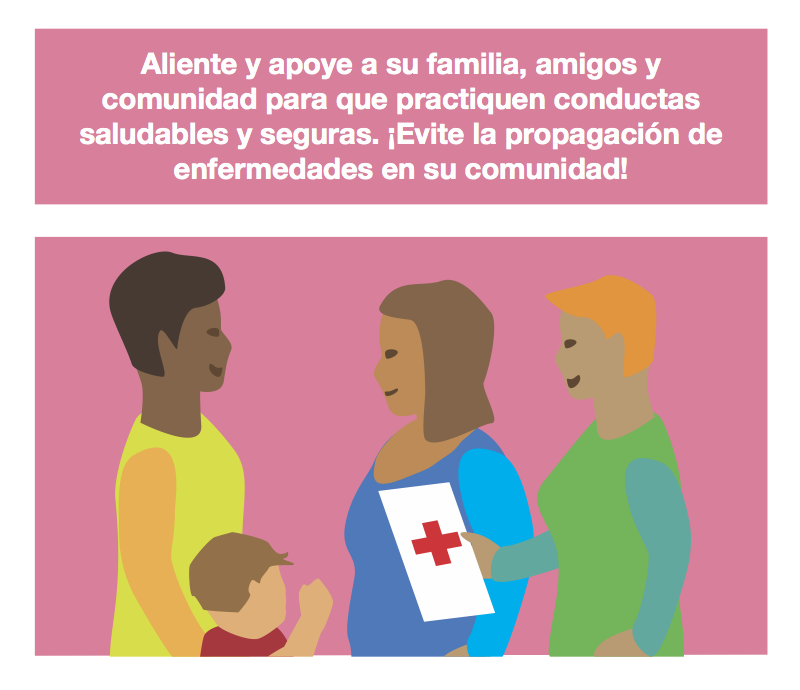 Aliente y apoye a su familia, amigos y
comunidad para que practiquen conductas
saludables y seguras. ¡Evite la propagación de
enfermedades en su comunidad!